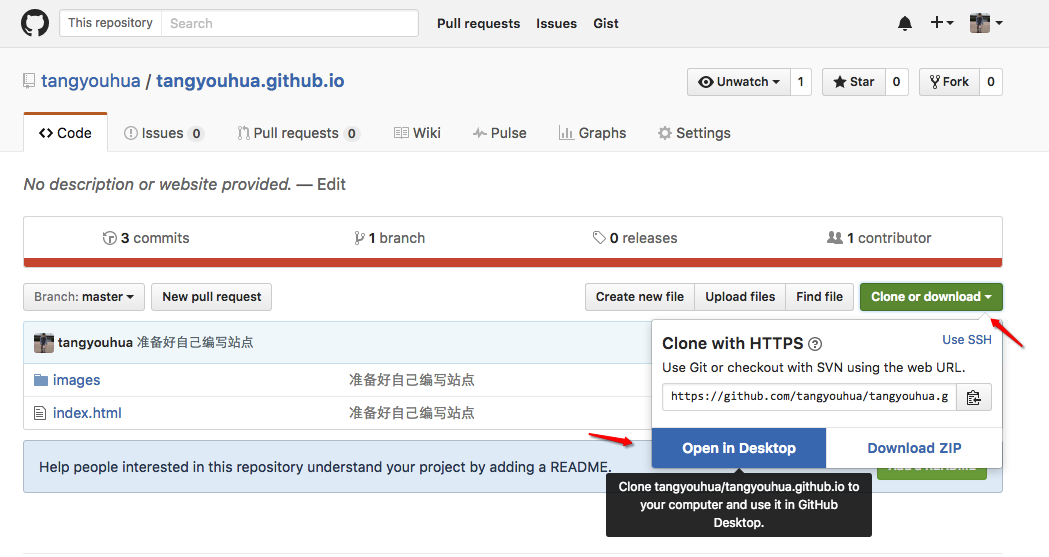 This repository Search Pull requests Issues Gist
tangyouhua / tangyouhua.github.io
Unwatch 1 Star 0 Fork 0
Code Issues 0 Pull requests 0 Wiki Pulse Graphs Settings
No description or website provided. — Edit
3 commits 1 branch 0 releases 1 contributor
Branch: master New pull request Create new file Upload files Find file Clone or download
tangyouhua 准备好自己编写站点
images 准备好自己编写站点
index.html 准备好自己编写站点
Clone with HTTPS ? Use SSH
Use Git or checkout with SVN using the web URL.
https://github.com/tangyouhua/tangyouhua.g
Open in Desktop Download ZIP
Help people interested in this repository understand your project by adding a README.
Clone tangyouhua/tangyouhua.github.io to
your computer and use it in GitHub
Desktop.